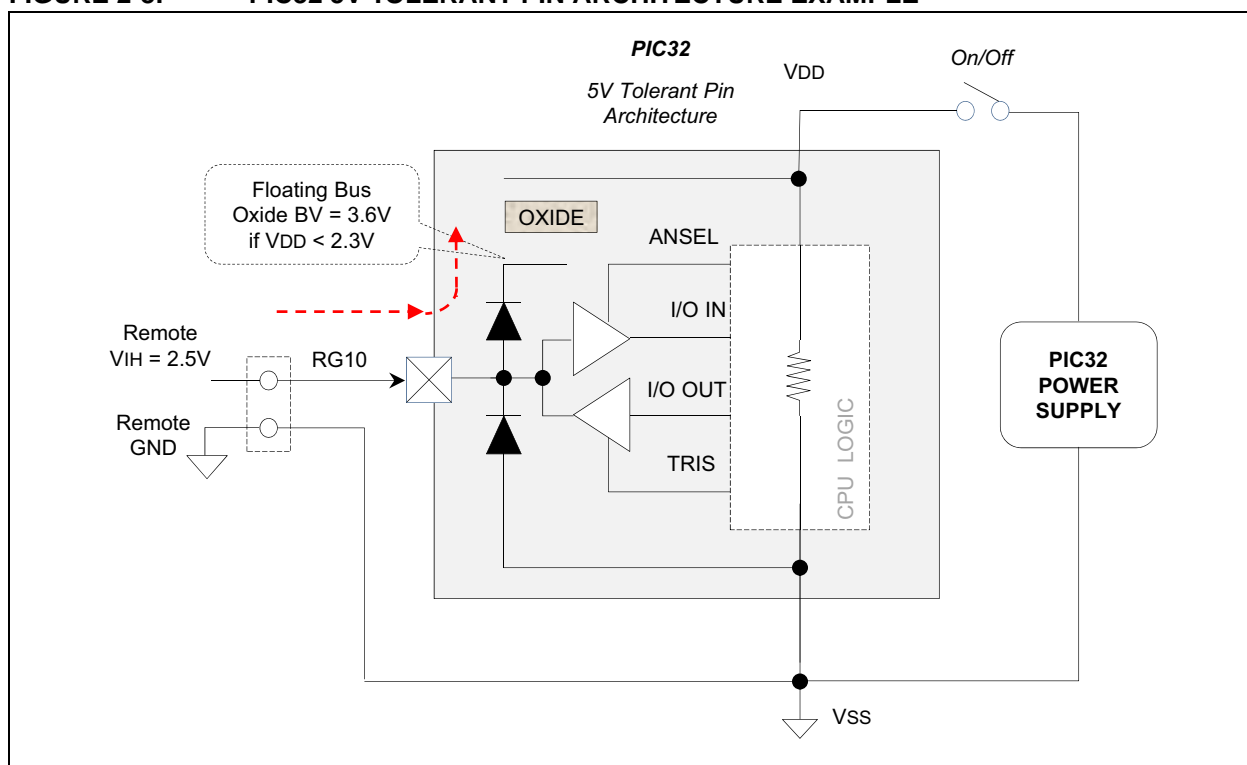 PIC32
5V Tolerant Pin
Architecture
VDD
On/Off
Floating Bus
Oxide BV = 3.6V
if VDD < 2.3V
OXIDE
ANSEL
I/O IN
Remote
VIH = 2.5V
RG10
I/O OUT
Remote
GND
TRIS
CPU LOGIC
PIC32
POWER
SUPPLY
VSS